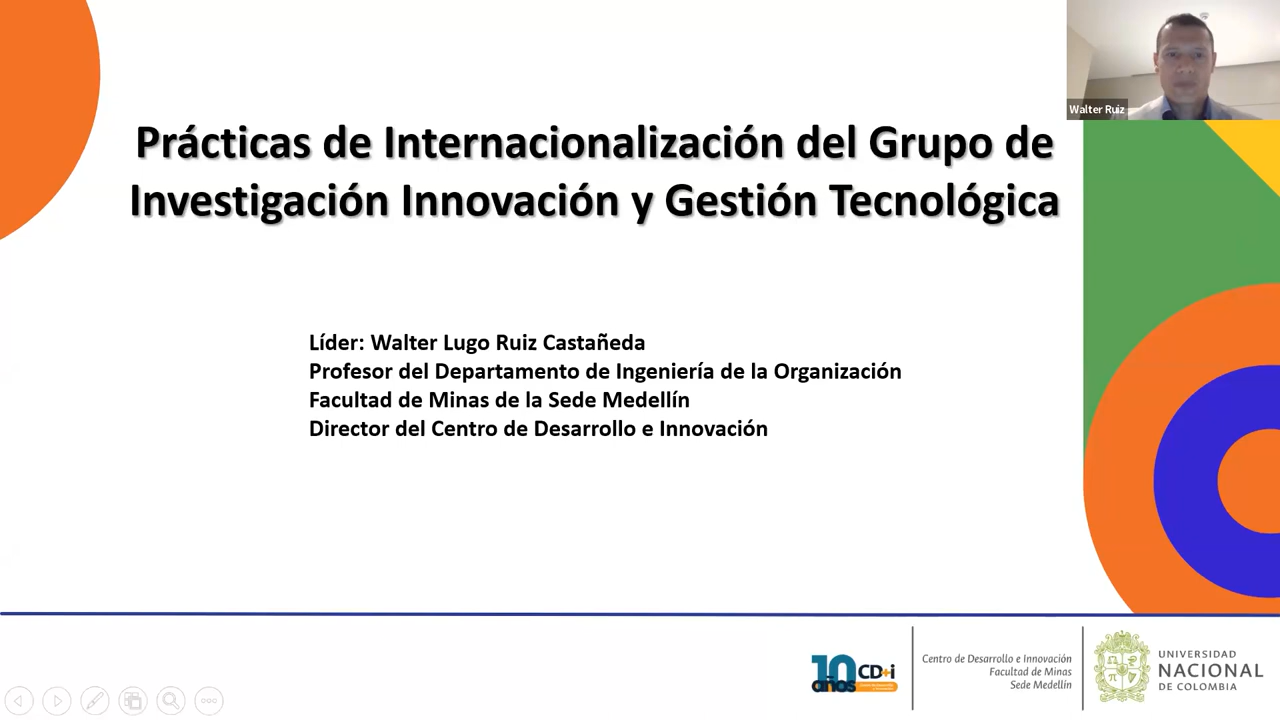 Walter Ruiz
Prácticas de Internacionalización del Grupo de
Investigación Innovación y Gestión Tecnológica
Líder: Walter Lugo Ruiz Castañeda
Profesor del Departamento de Ingeniería de la Organización
Facultad de Minas de la Sede Medellín
Director del Centro de Desarrollo e Innovación
10
años
CD+i
Centro de Desarrollo e Innovación
Facultad de Minas
Sede Medellín
UNIVERSIDAD
NACIONAL
DE COLOMBIA